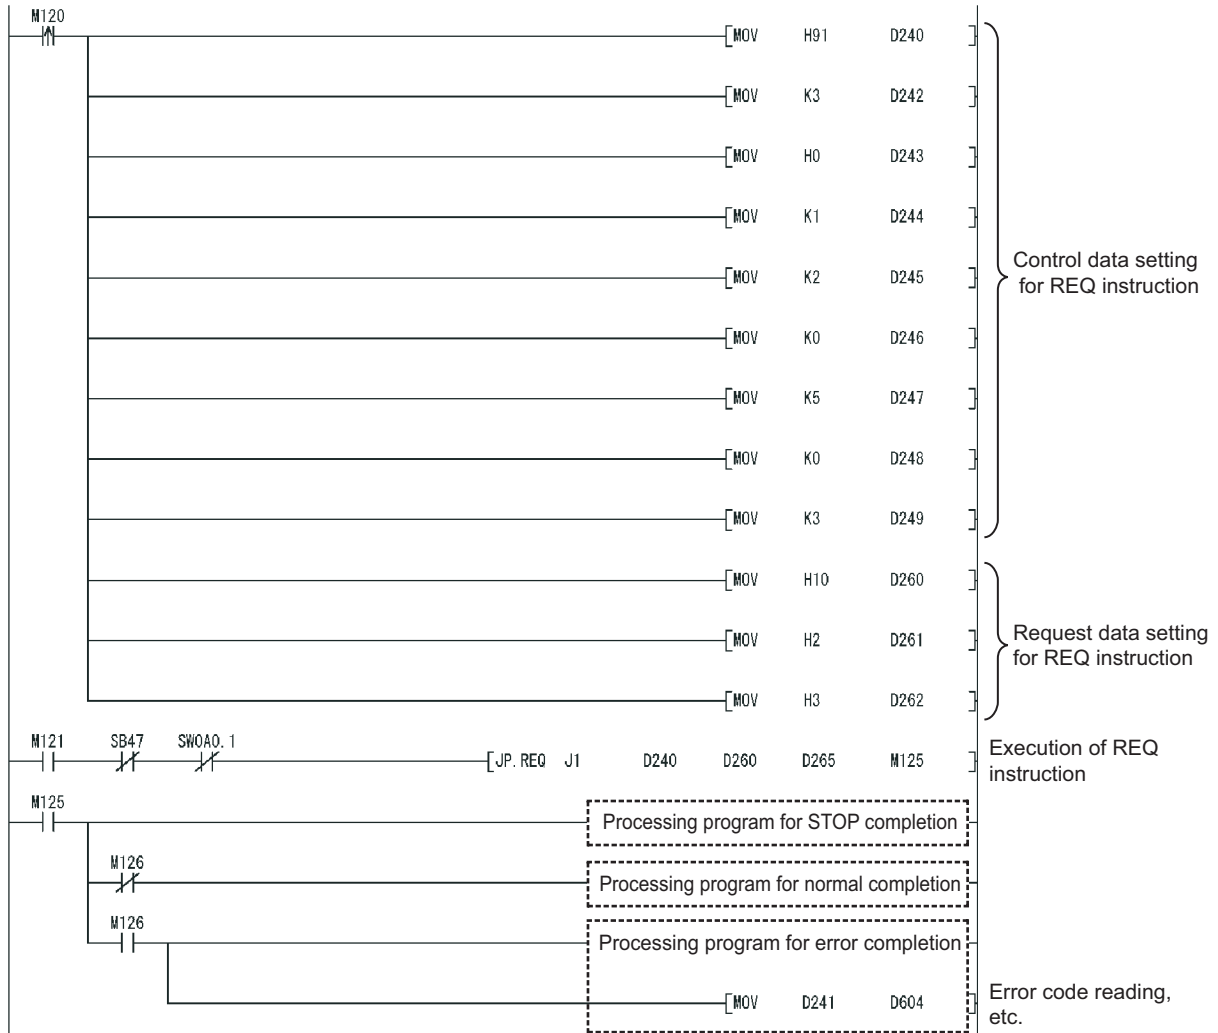 M120
[MOV H91 D240 ]
[MOV K3 D242 ]
[MOV H0 D243 ]
[MOV K1 D244 ]
[MOV K2 D245 ]
[MOV K0 D246 ]
[MOV K5 D247 ]
[MOV K0 D248 ]
[MOV K3 D249 ]
Control data setting
for REQ instruction
[MOV H10 D260 ]
[MOV H2 D261 ]
[MOV H3 D262 ]
Request data setting
for REQ instruction
M121 SB47 SW0A0.1
[JP.REQ J1 D240 D260 D265 M125 ]
Execution of REQ
instruction
M125
Processing program for STOP completion
M126
Processing program for normal completion
M126
Processing program for error completion
[MOV D241 D604 ]
Error code reading,
etc.